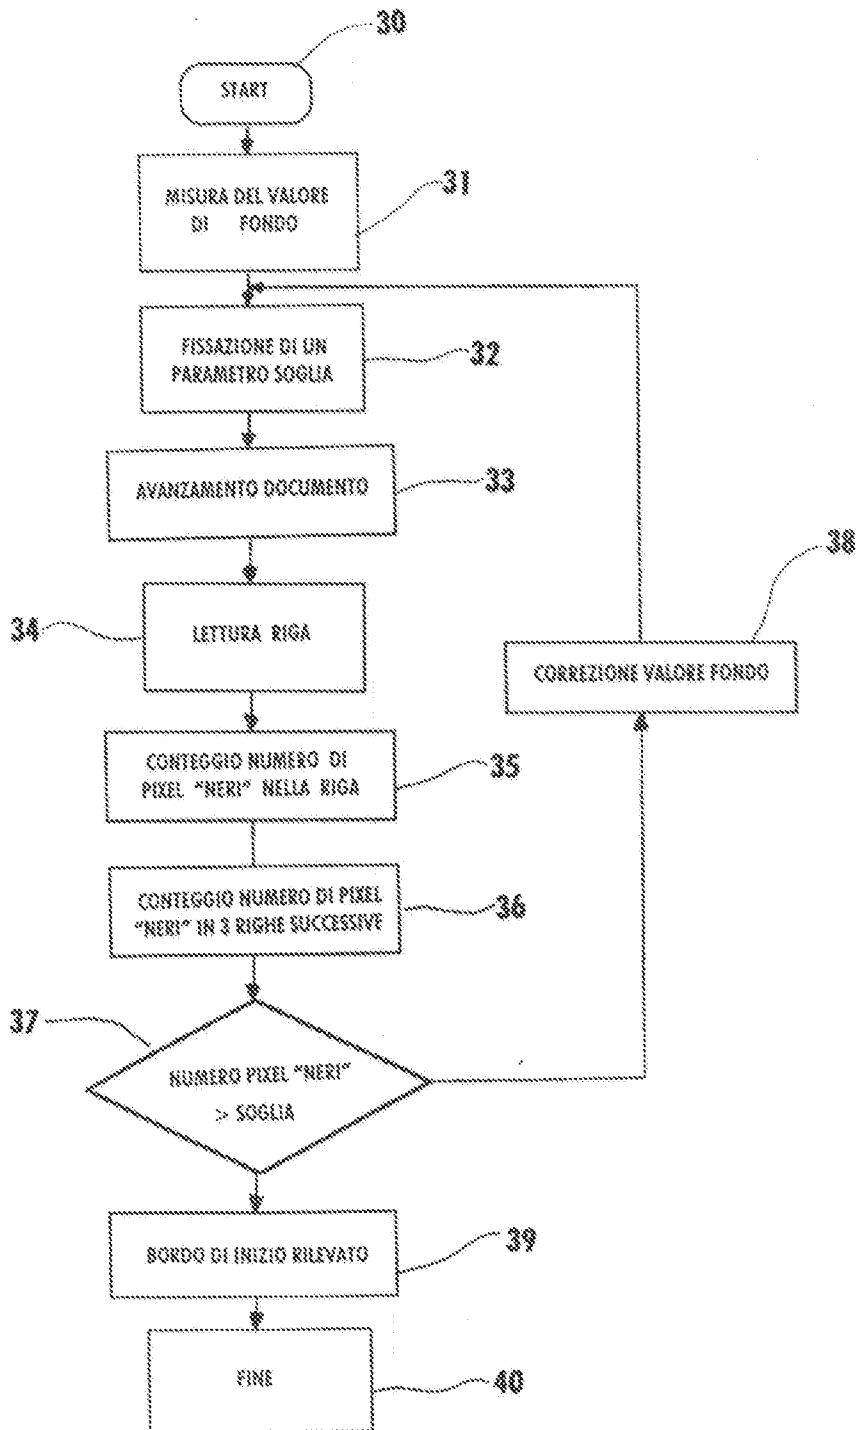 30
START
MISURA DEL VALORE
DI FONDO
31
FISSAZIONE DI UN
PARAMETRO SOGLIA
32
AVANZAMENTO DOCUMENTO
33
34
LETTURA RIGA
38
CORREZIONE VALORE FONDO
CONTEGGIO NUMERO DI
PIXEL "NERI" NELLA RIGA
35
CONTEGGIO NUMERO DI PIXEL
"NERI" IN 3 RIGHE SUCCESSIVE
36
37
NUMERO PIXEL "NERI"
> SOGLIA
BORDO DI INIZIO RILEVATO
39
FINE
40